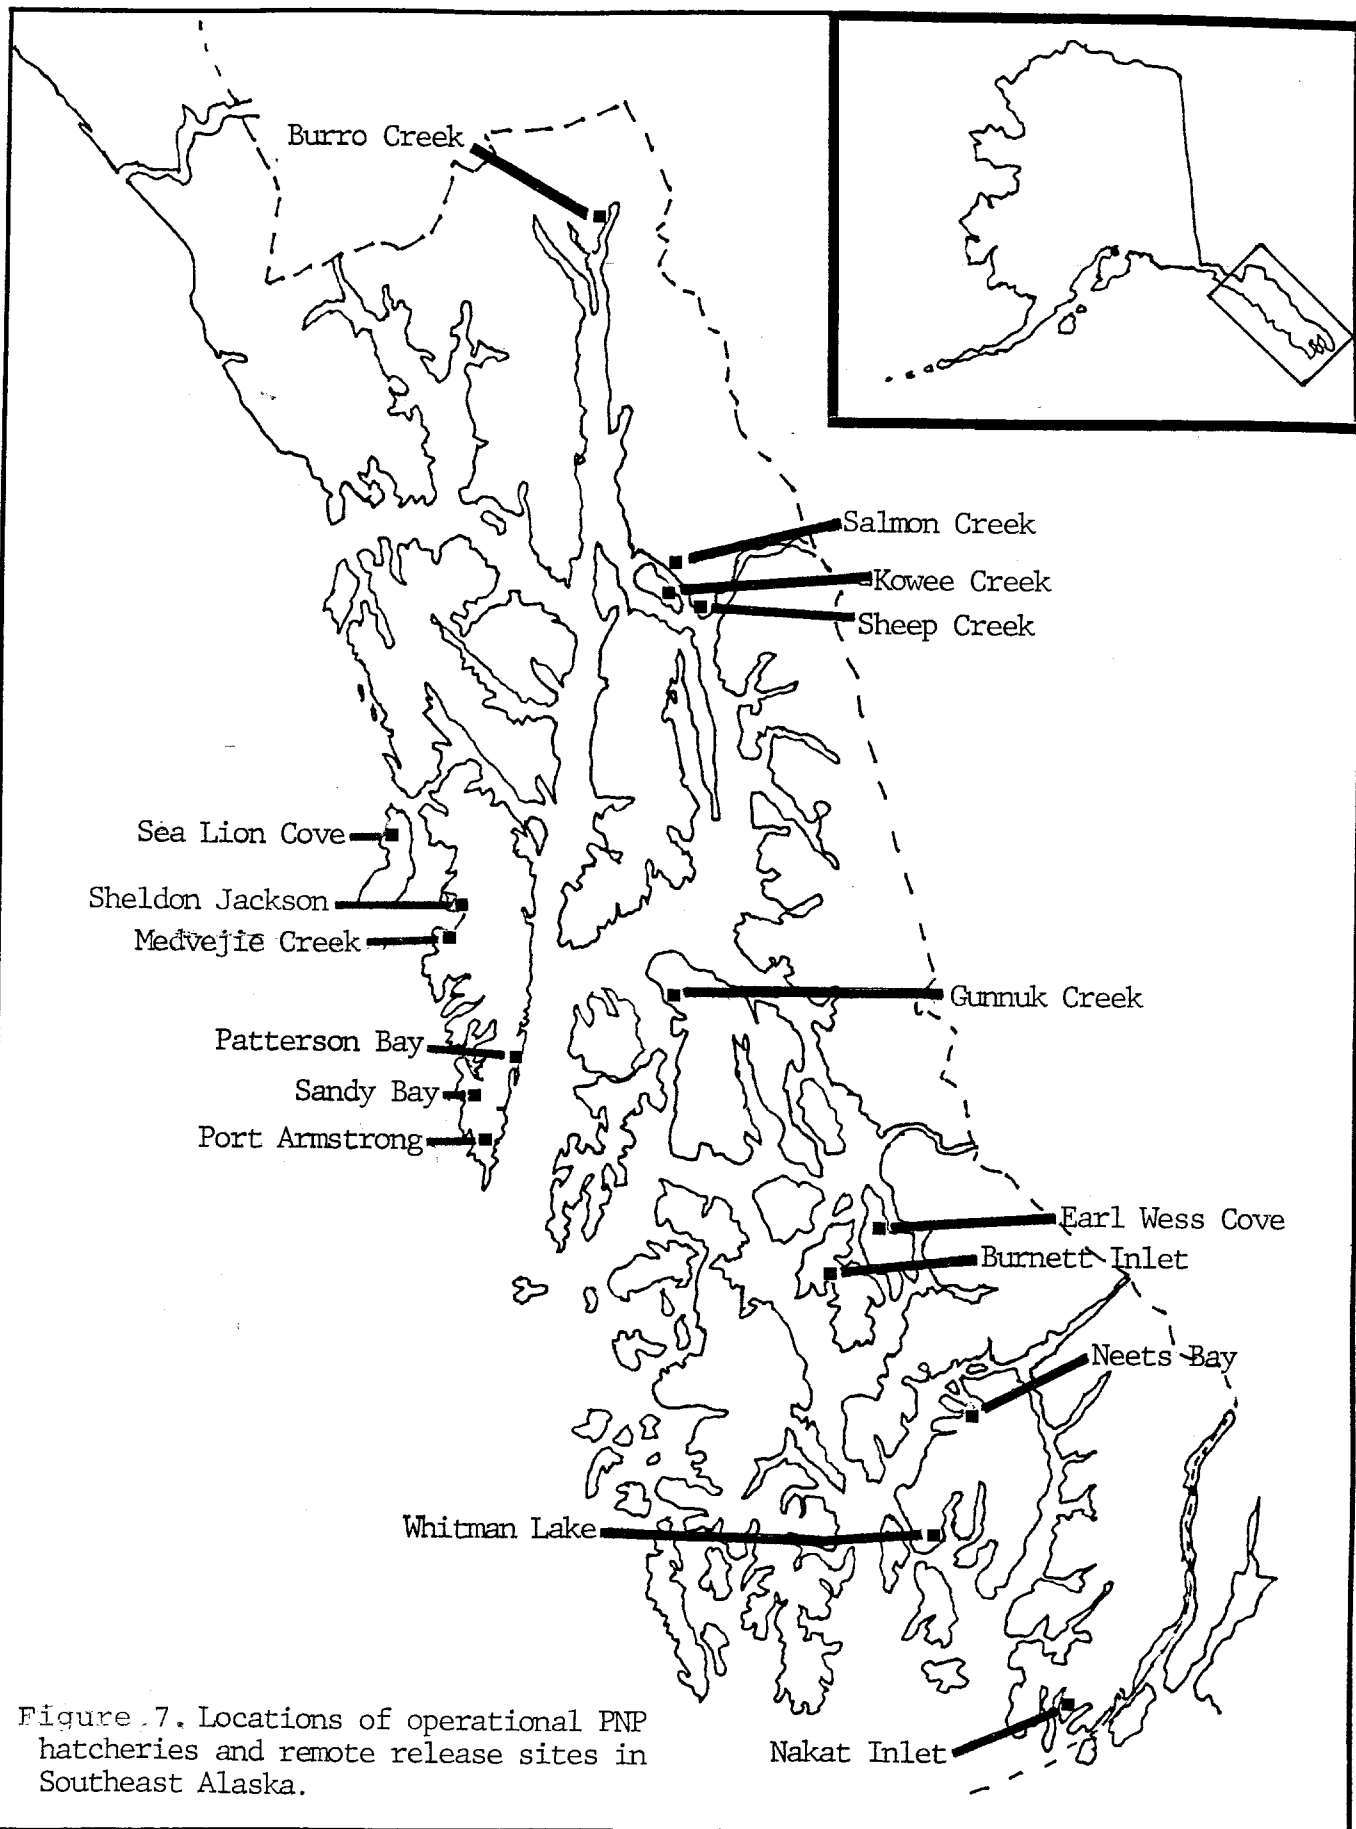 Burro Creek
Salmon Creek
Kowee Creek
Sheep Creek
Sea Lion Cove
Sheldon Jackson
Medvejie Creek
Gunnuk Creek
Patterson Bay
Sandy Bay
Port Armstrong
Earl Wess Cove
Burnett Inlet
Neets Bay
Whitman Lake
Nakat Inlet
Figure 7. Locations of operational PNP
hatcheries and remote release sites in
Southeast Alaska.